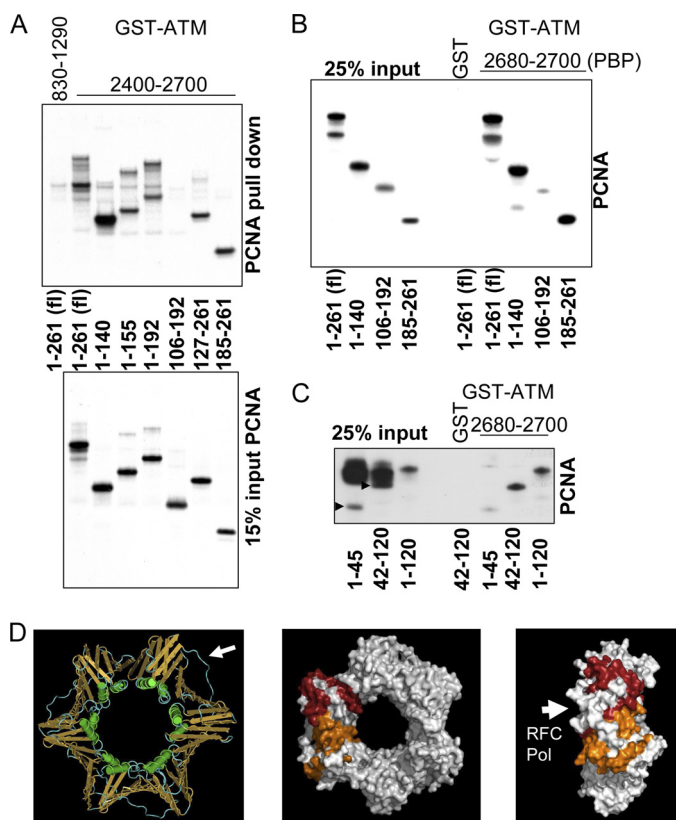 A
830-1290
GST-ATM
2400-2700
PCNA pull down
1-261 (fl)
1-261 (fl)
1-140
1-155
1-192
106-192
127-261
185-261
15% input PCNA
B
25% input
GST
GST-ATM
2680-2700 (PBP)
PCNA
1-261 (fl)
1-140
106-192
185-261
1-261 (fl)
1-261 (fl)
1-140
106-192
185-261
C
25% input
GST
GST-ATM
2680-2700
PCNA
1-45
42-120
1-120
42-120
1-45
42-120
1-120
D
RFC
Pol